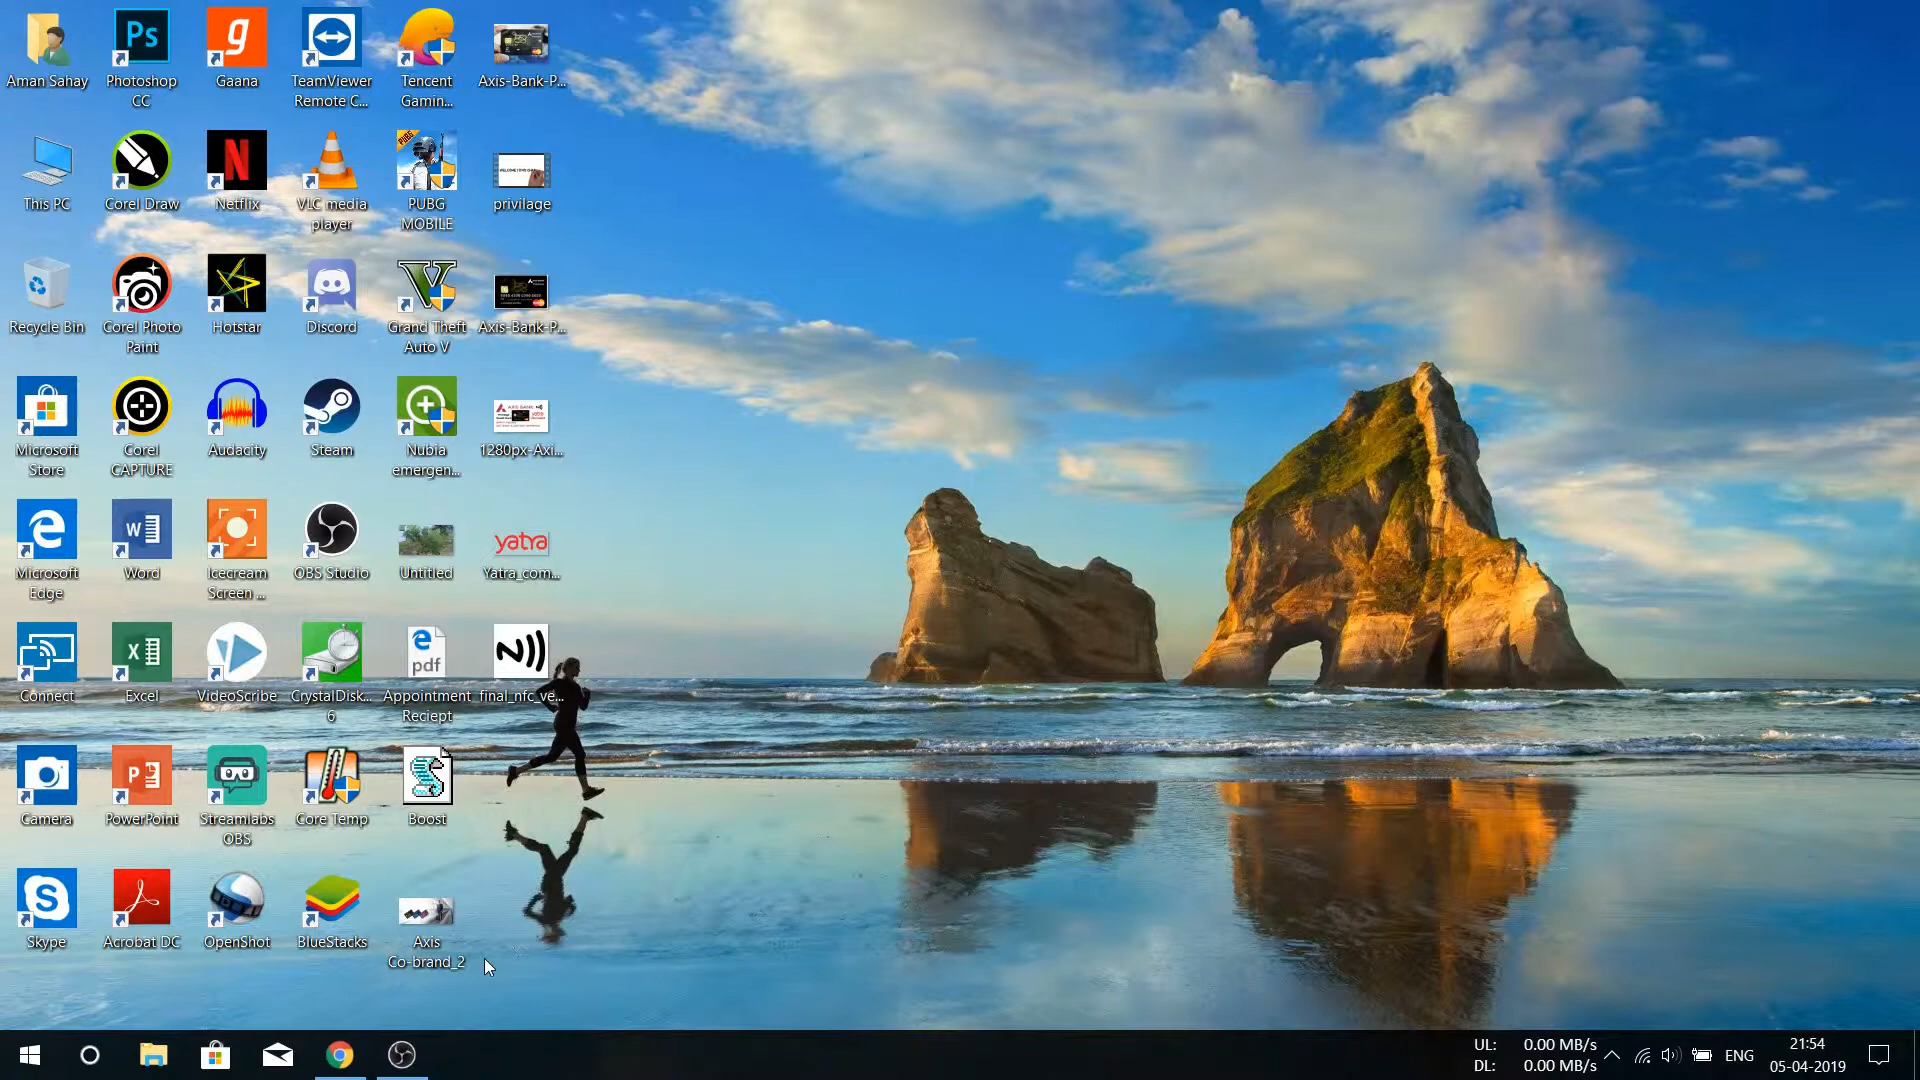 Aman Sahay
Photoshop
CC
Gaana
TeamViewer
Remote C...
Tencent
Gamin...
Axis-Bank-P...
This PC
Corel Draw
Netflix
VLC media
player
PUBG
MOBILE
privilage
Recycle Bin
Corel Photo
Paint
Hotstar
Discord
Grand Theft
Auto V
Axis-Bank-P...
Microsoft
Store
Corel
CAPTURE
Audacity
Steam
Nubia
emergen...
1280px-Axi...
Microsoft
Edge
Word
Icecream
Screen ...
OBS Studio
Untitled
yatra
Yatra_com...
Connect
Excel
VideoScribe
CrystalDisk...
6
pdf
Appointment
Reciept
final_nfc_ve...
Camera
PowerPoint
Streamlabs
OBS
Core Temp
Boost
Skype
Acrobat DC
OpenShot
BlueStacks
Axis
Co-brand_2
UL: 0.00 MB/s
DL: 0.00 MB/s
ENG
21:54
05-04-2019